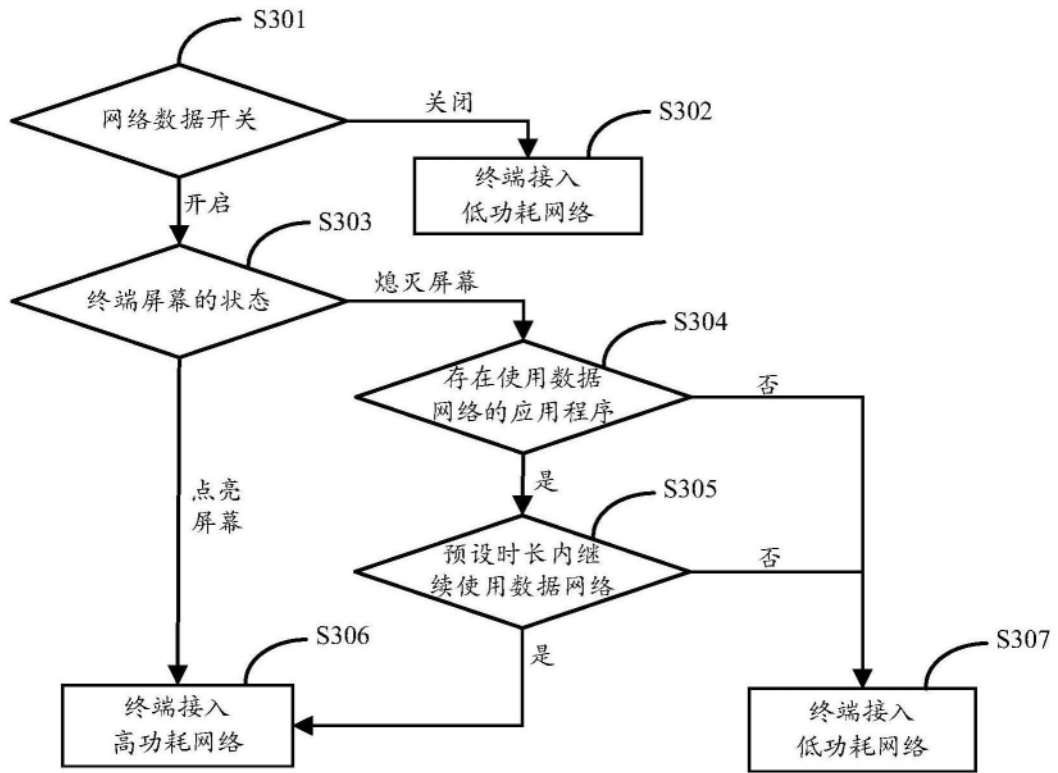 S301
网络数据开关
关闭
S302
终端接入
低功耗网络
开启
S303
终端屏幕的状态
熄灭屏幕
S304
存在使用数据
网络的应用程序
否
是
S305
点亮
屏幕
预设时长内继
续使用数据网络
否
S306
是
S307
终端接入
高功耗网络
终端接入
低功耗网络